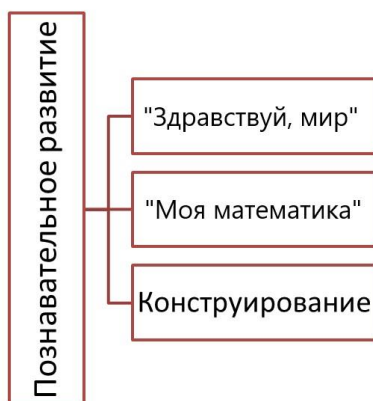 Познавательное развитие
"Здравствуй, мир"
"Моя математика"
Конструирование